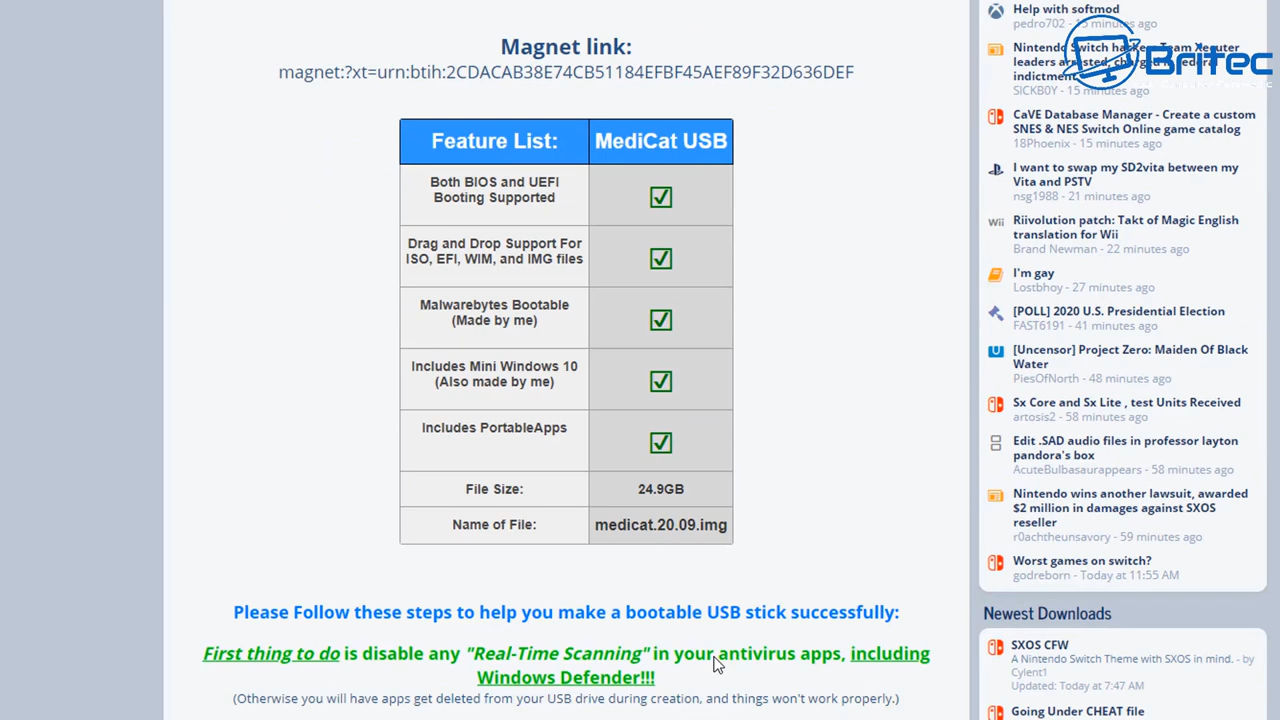 Magnet link:
magnet:?xt=urn:btih:2CDACAB38E74CB51184EFBF45AEF89F32D636DEF
Feature List:
MediCat USB
Both BIOS and UEFI
Booting Supported
Drag and Drop Support For
ISO, EFI, WIM, and IMG files
Malwarebytes Bootable
(Made by me)
Includes Mini Windows 10
(Also made by me)
Includes PortableApps
File Size:
24.9GB
Name of File:
medicat.20.09.img
Please Follow these steps to help you make a bootable USB stick successfully:
First thing to do is disable any "Real-Time Scanning" in your antivirus apps, including
Windows Defender!!!
(Otherwise you will have apps get deleted from your USB drive during creation, and things won't work properly.)
Help with softmod
pedro702 - 15 minutes ago
Britec
Nintendo Switch hackers Team Xecuter
leaders arrested, charged in federal
indictment
SICKB0Y - 15 minutes ago
CaVE Database Manager - Create a custom
SNES & NES Switch Online game catalog
18Phoenix - 15 minutes ago
I want to swap my SD2vita between my
Vita and PSTV
nsg1988 - 21 minutes ago
Wii
Riivolution patch: Takt of Magic English
translation for Wii
Brand Newman - 22 minutes ago
I'm gay
Lostbhoy - 27 minutes ago
[POLL] 2020 U.S. Presidential Election
FAST6191 - 41 minutes ago
[Uncensor] Project Zero: Maiden Of Black
Water
PiesOfNorth - 48 minutes ago
Sx Core and Sx Lite , test Units Received
artosis2 - 58 minutes ago
Edit .SAD audio files in professor layton
pandora's box
AcuteBulbasaurappears - 58 minutes ago
Nintendo wins another lawsuit, awarded
$2 million in damages against SXOS
reseller
r0achtheunsavory - 59 minutes ago
Worst games on switch?
godreborn - Today at 11:55 AM
Newest Downloads
SXOS CFW
A Nintendo Switch Theme with SXOS in mind. - by
Cylent1
Updated: Today at 7:47 AM
Going Under CHEAT file